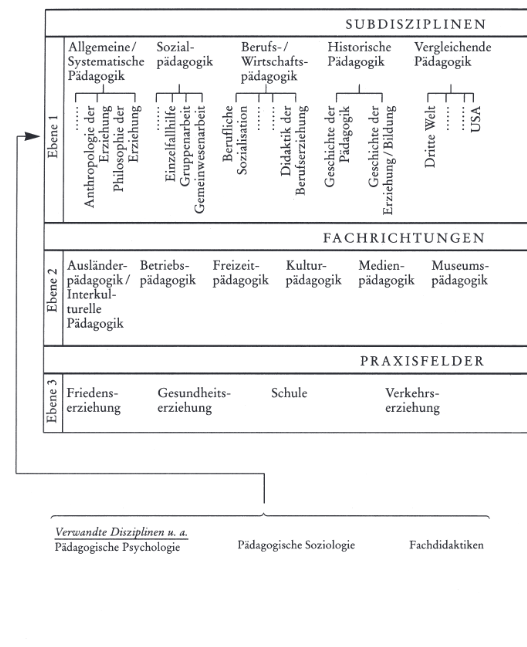 SUBDISZIPLINEN
Ebene 1
Allgemeine/
Systematische
Pädagogik
Sozial-
pädagogik
Berufs-/
Wirtschafts-
pädagogik
Historische
Pädagogik
Vergleichende
Pädagogik
......
Anthropologie der
Erziehung
Philosophie der
Erziehung
......
Einzelfallhilfe
Gruppenarbeit
Gemeinwesenarbeit
Berufliche
Sozialisation
......
......
Didaktik der
Berufserziehung
Geschichte der
Pädagogik
Geschichte der
Erziehung/Bildung
Dritte Welt
......
......
USA
FACHRICHTUNGEN
Ebene 2
Ausländer-
pädagogik/
Interkul-
turelle
Pädagogik
Betriebs-
pädagogik
Freizeit-
pädagogik
Kultur-
pädagogik
Medien-
pädagogik
Museums-
pädagogik
PRAXISFELDER
Ebene 3
Friedens-
erziehung
Gesundheits-
erziehung
Schule
Verkehrs-
erziehung
Verwandte Disziplinen u. a.
Pädagogische Psychologie
Pädagogische Soziologie
Fachdidaktiken